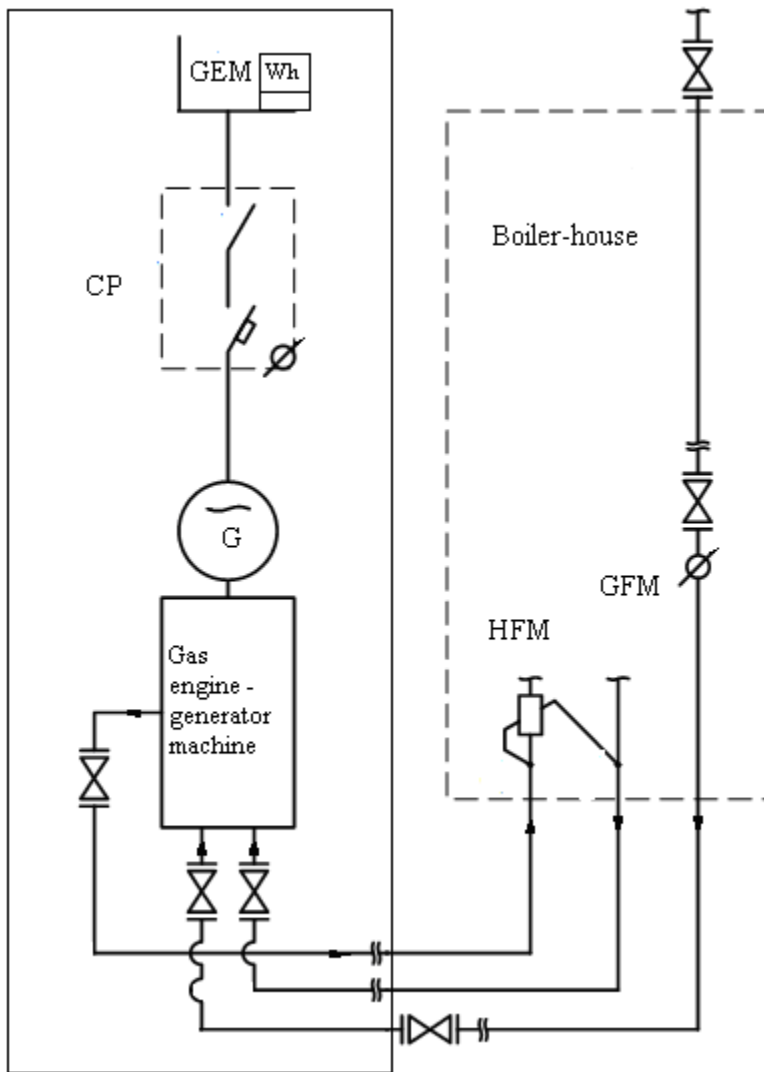 GEM
Wh
Boiler-house
CP
G
GFM
HFM
Gas
engine -
generator
machine